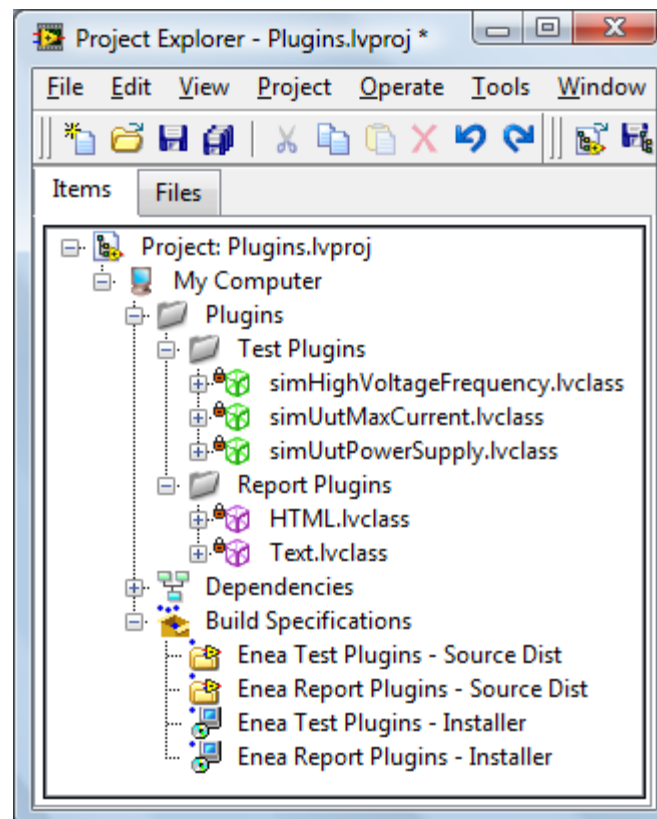 Project Explorer - Plugins.lvproj *
File Edit View Project Operate Tools Window
Items Files
Project: Plugins.lvproj
My Computer
Plugins
Test Plugins
simHighVoltageFrequency.lvclass
simUutMaxCurrent.lvclass
simUutPowerSupply.lvclass
Report Plugins
HTML.lvclass
Text.lvclass
Dependencies
Build Specifications
Enea Test Plugins - Source Dist
Enea Report Plugins - Source Dist
Enea Test Plugins - Installer
Enea Report Plugins - Installer